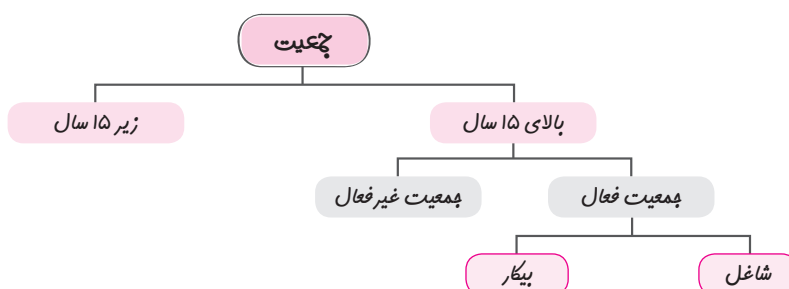 جمعیت
بالای ۱۵ سال
زیر ۱۵ سال
جمعیت فعال
جمعیت غیرفعال
شاغل
بیکار